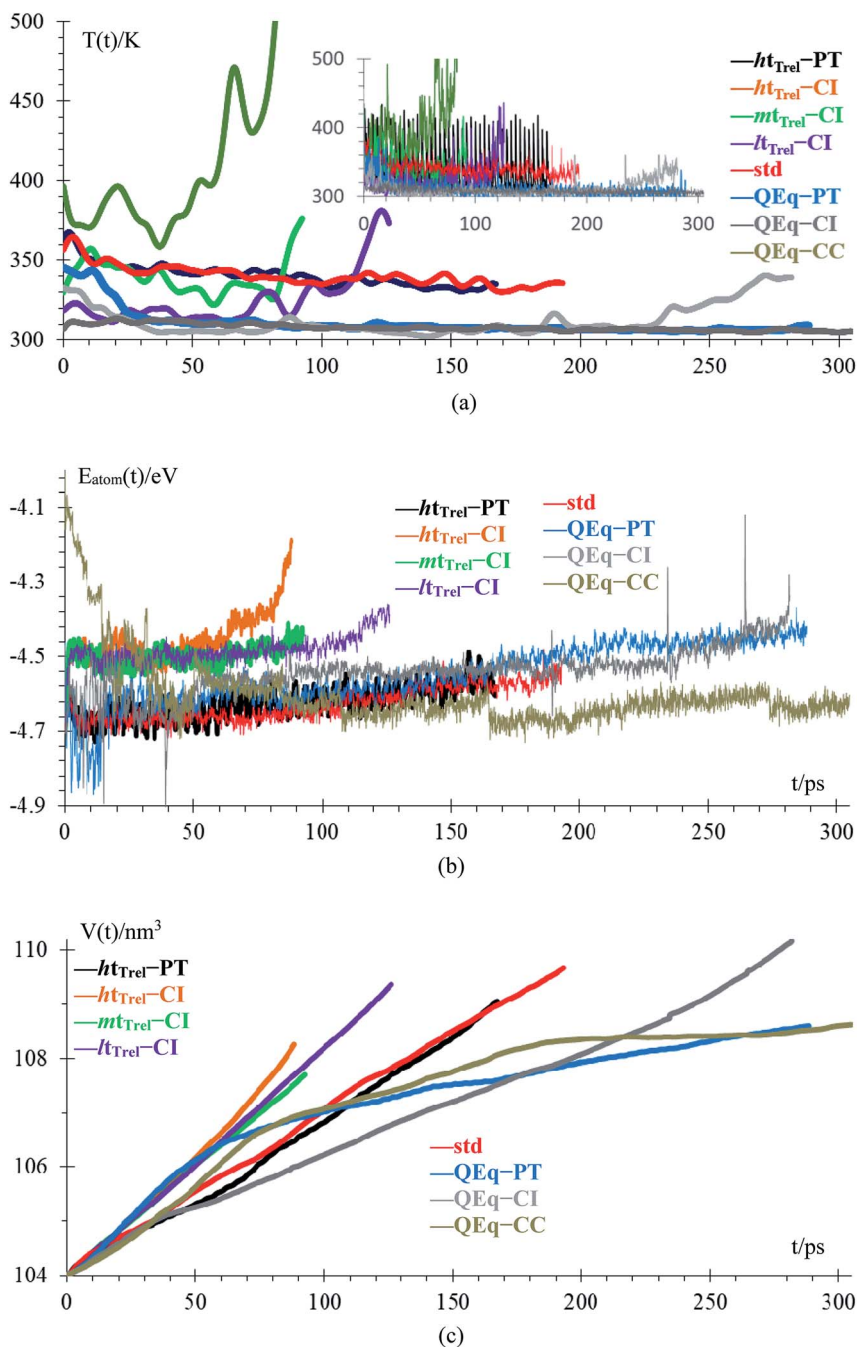 T(t)/K
500
450
400
350
300
0
50
100
150
200
250
300
500
400
300
0
100
200
300
htTrel–PT
htTrel–CI
mtTrel–CI
ltTrel–CI
std
QEq–PT
QEq–CI
QEq–CC
(a)
Eatom(t)/eV
-4.1
-4.3
-4.5
-4.7
-4.9
htTrel–PT
htTrel–CI
mtTrel–CI
ltTrel–CI
std
QEq–PT
QEq–CI
QEq–CC
t/ps
0
50
100
150
200
250
300
(b)
V(t)/nm³
110
108
106
104
htTrel–PT
htTrel–CI
mtTrel–CI
ltTrel–CI
std
QEq–PT
QEq–CI
QEq–CC
t/ps
0
50
100
150
200
250
300
(c)